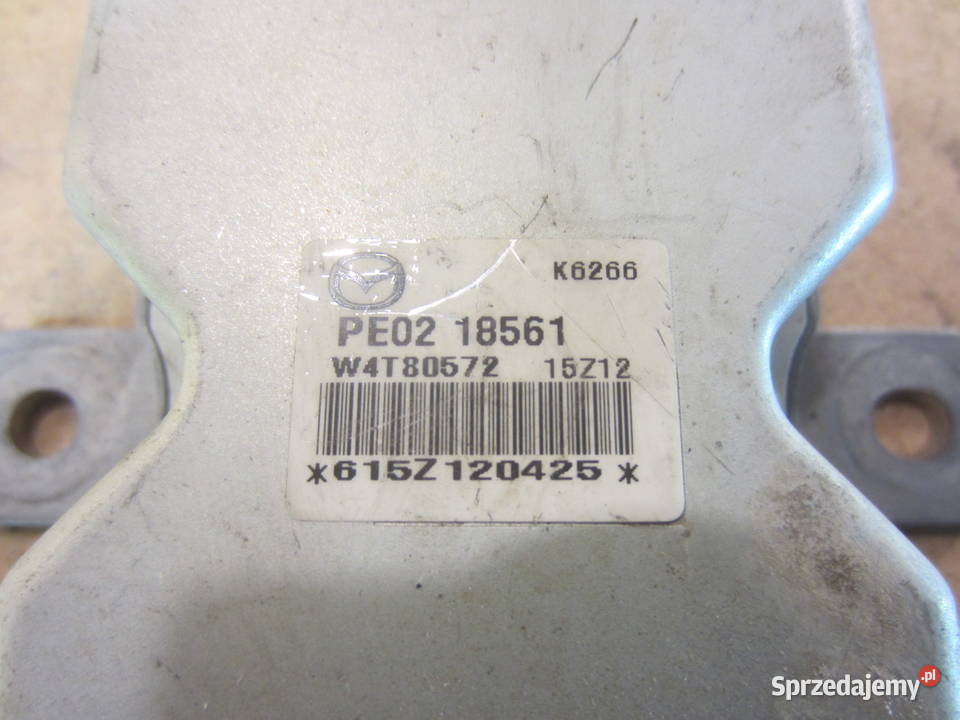 K6266
PE02 18561
W4T80572 15Z12
*615Z120425*
Sprzedajemy.pl